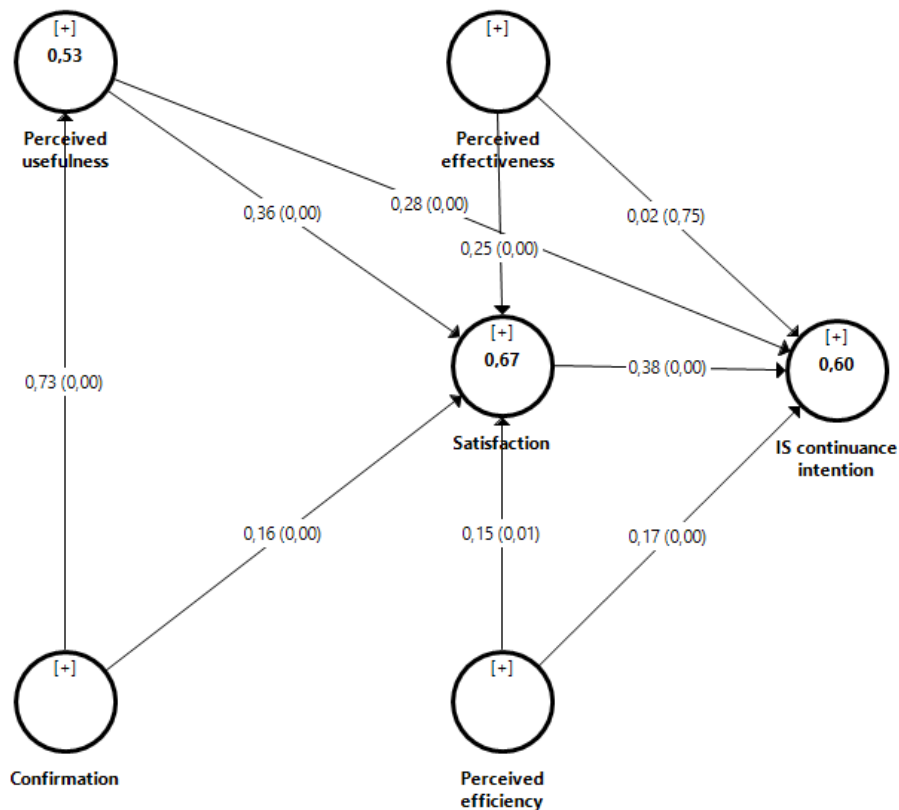 [+]
0,53
Perceived
usefulness
[+]
Perceived
effectiveness
0,36 (0,00)
0,28 (0,00)
0,02 (0,75)
0,25 (0,00)
0,73 (0,00)
[+]
0,67
Satisfaction
0,38 (0,00)
[+]
0,60
IS continuance
intention
0,16 (0,00)
0,15 (0,01)
0,17 (0,00)
[+]
Confirmation
[+]
Perceived
efficiency